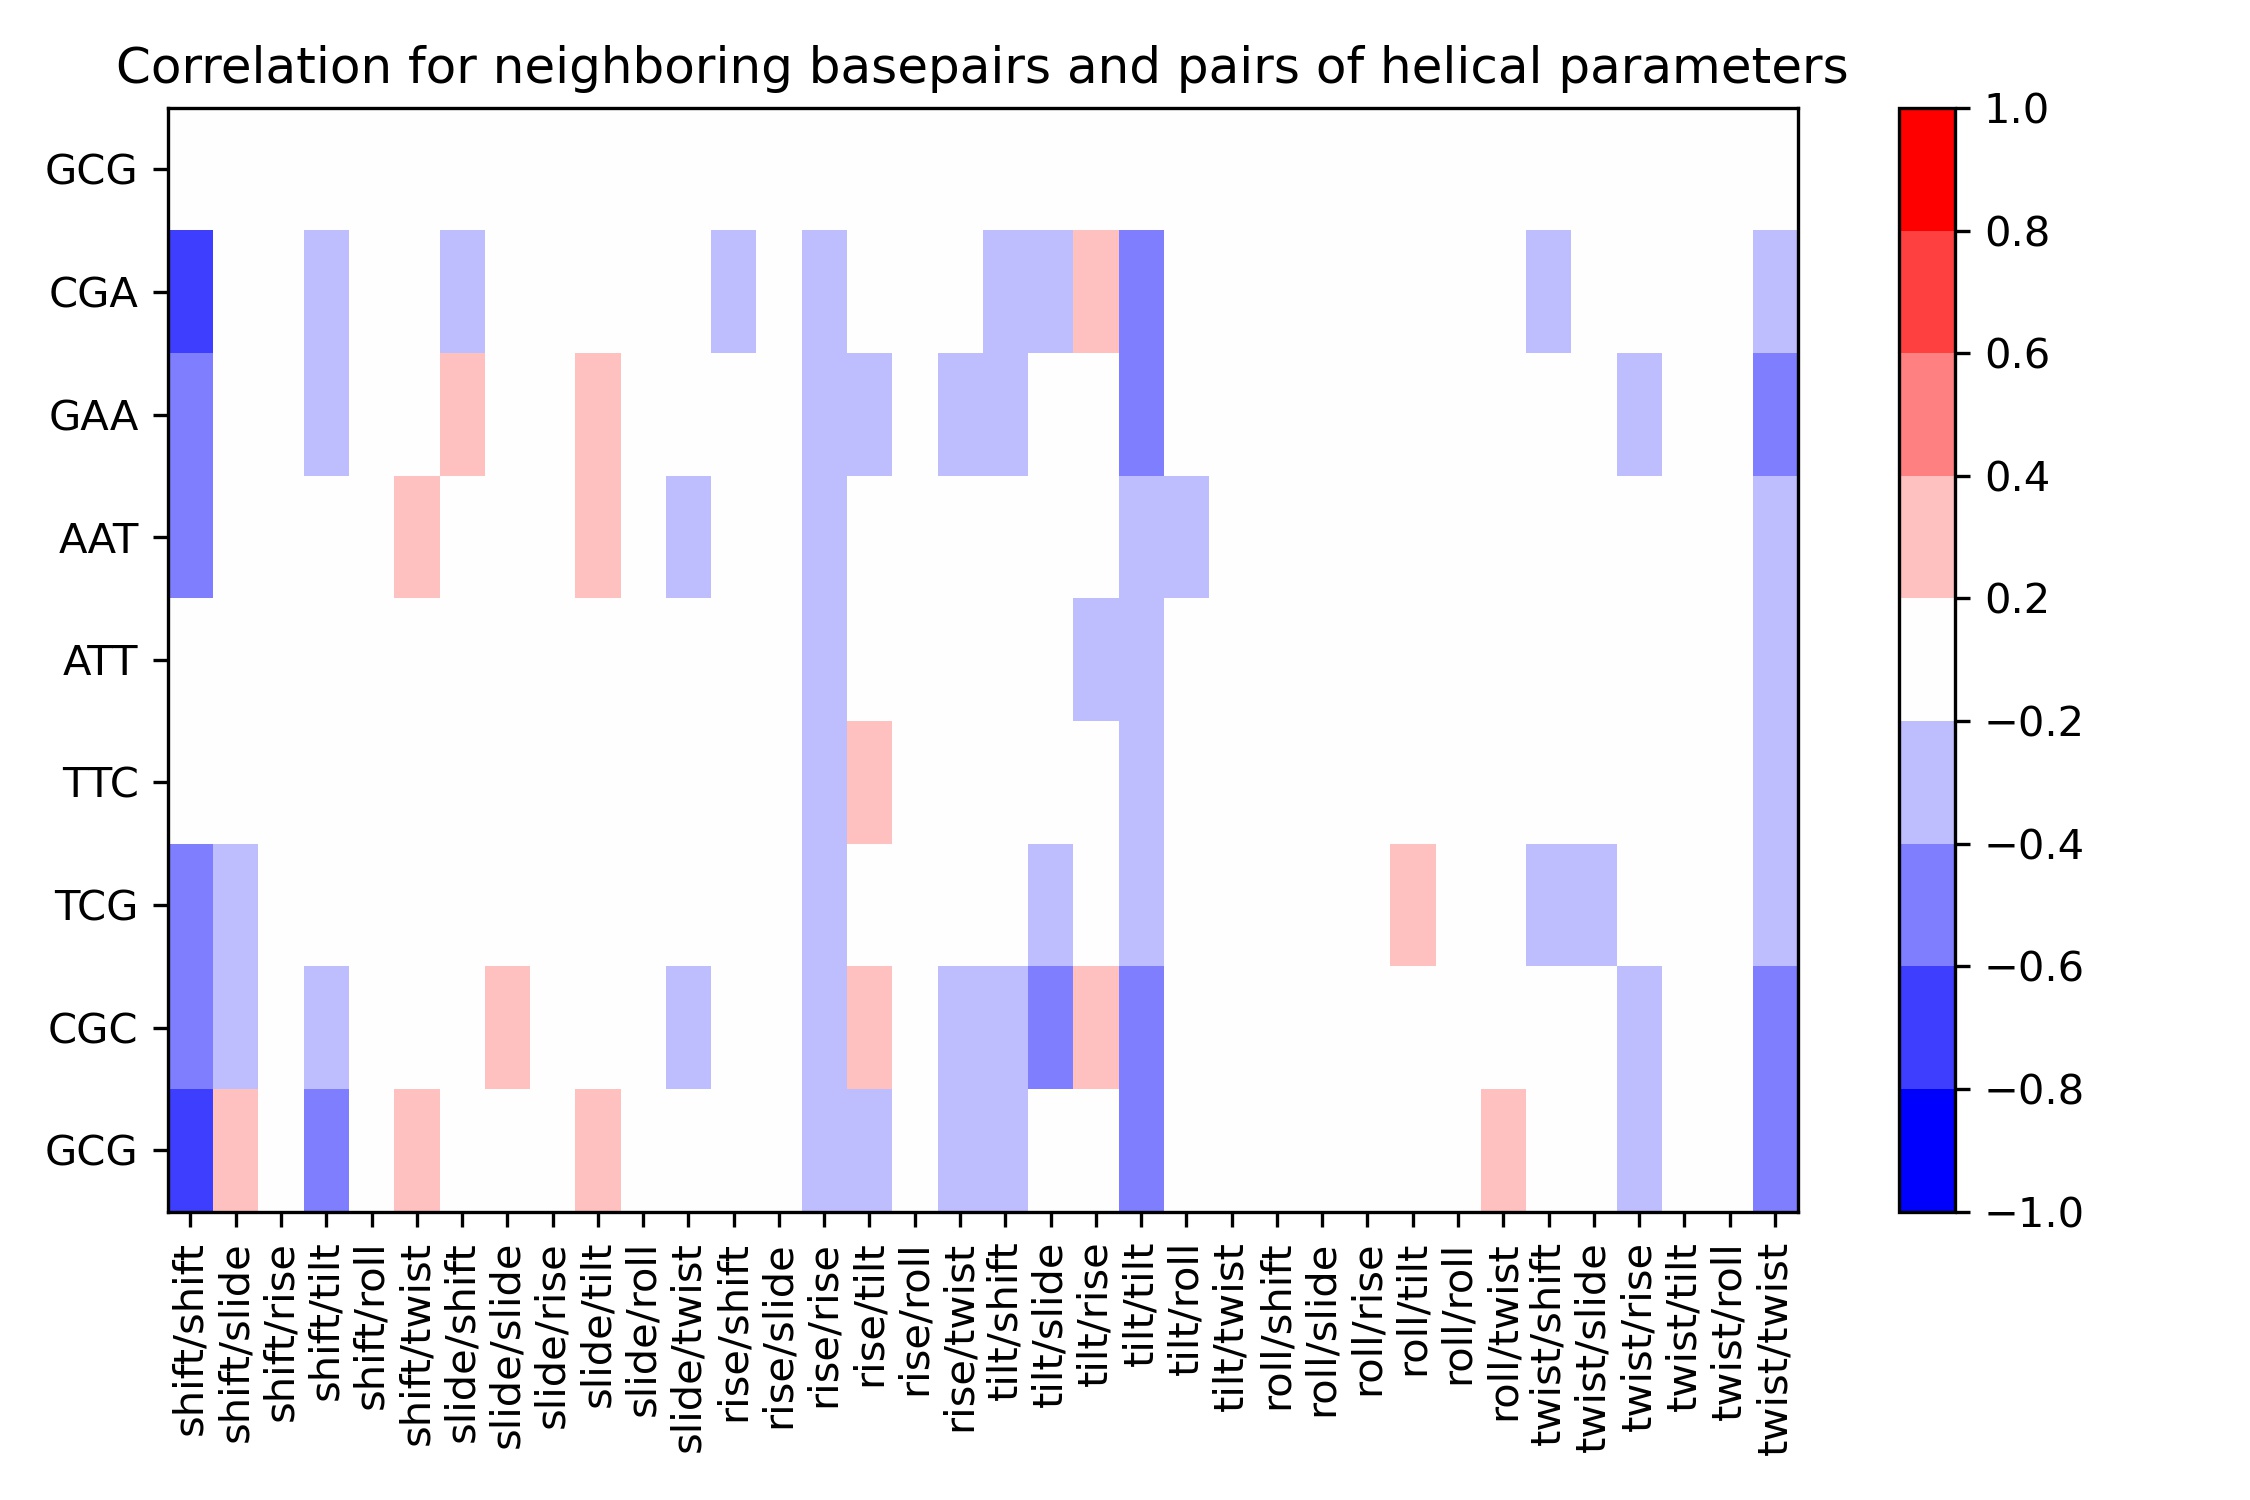 Correlation for neighboring basepairs and pairs of helical parameters
GCG
CGA
GAA
AAT
ATT
TTC
TCG
CGC
GCG
shift/shift
shift/slide
shift/rise
shift/tilt
shift/roll
shift/twist
slide/shift
slide/slide
slide/rise
slide/tilt
slide/roll
slide/twist
rise/shift
rise/slide
rise/rise
rise/tilt
rise/roll
rise/twist
tilt/shift
tilt/slide
tilt/rise
tilt/tilt
tilt/roll
tilt/twist
roll/shift
roll/slide
roll/rise
roll/tilt
roll/roll
roll/twist
twist/shift
twist/slide
twist/rise
twist/tilt
twist/roll
twist/twist
1.0
0.8
0.6
0.4
0.2
−0.2
−0.4
−0.6
−0.8
−1.0